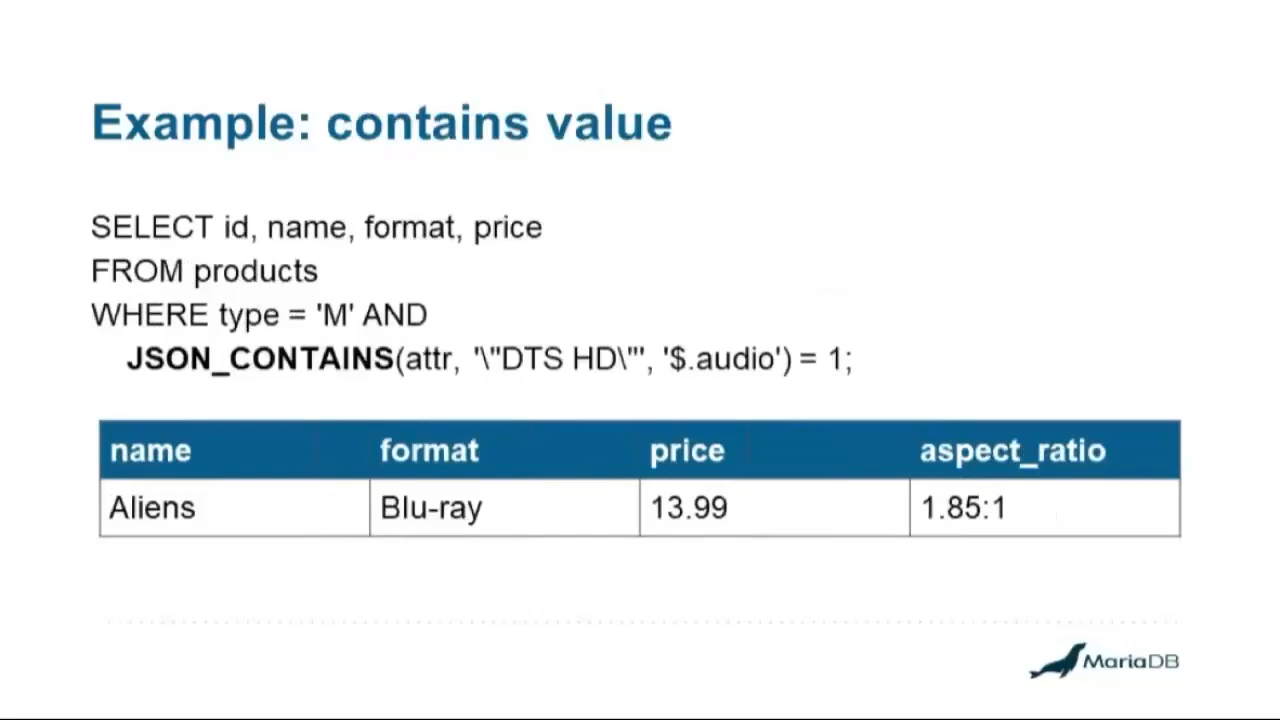 Example: contains value
SELECT id, name, format, price
FROM products
WHERE type = 'M' AND
JSON_CONTAINS(attr, '\"DTS HD\"', '$.audio') = 1;
name format price aspect_ratio
Aliens Blu-ray 13.99 1.85:1
MariaDB